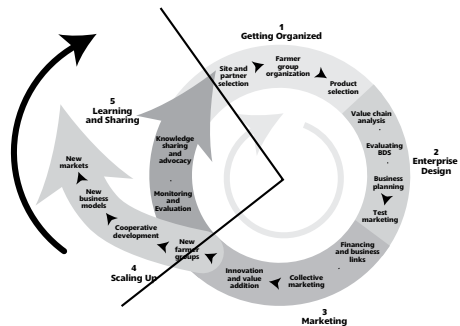 1
Getting Organized
Site and
partner
selection
Farmer
group
organization
Product
selection
Value chain
analysis
Evaluating
BDS
Business
planning
Test
marketing
2
Enterprise
Design
Financing
and business
links
Collective
marketing
Innovation
and value
addition
3
Marketing
New
farmer
groups
Cooperative
development
New
business
models
New
markets
4
Scaling Up
5
Learning
and Sharing
Knowledge
sharing
and
advocacy
Monitoring
and
Evaluation